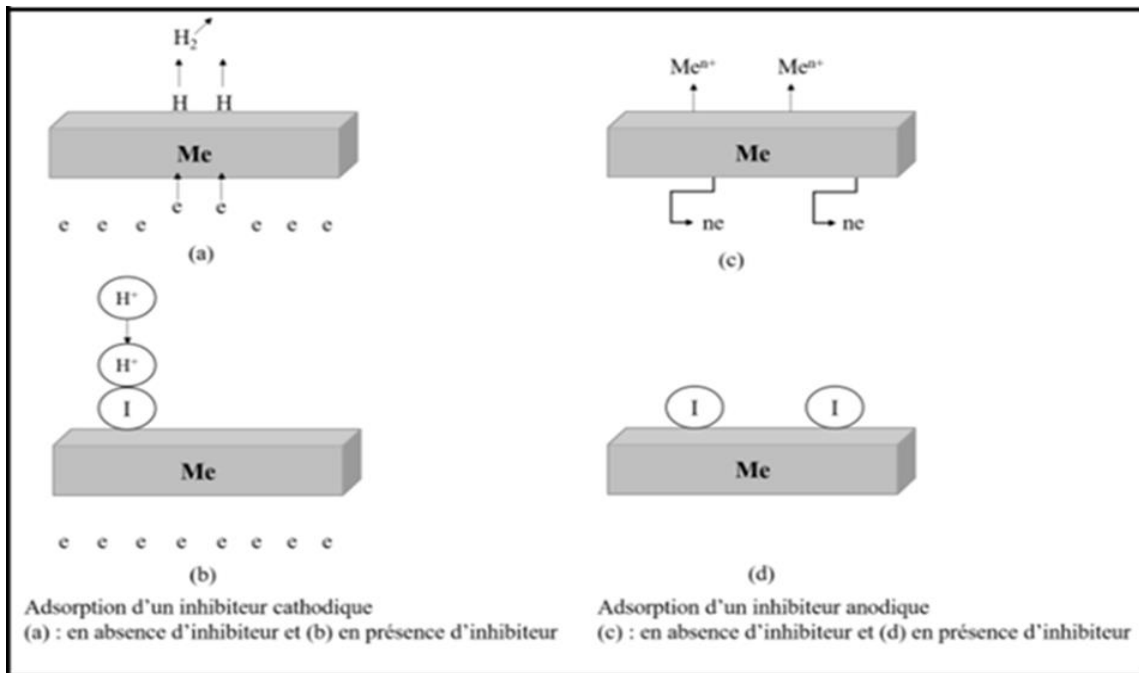 H₂
H H
Me
e e
e e e e e e
(a)
H⁺
H⁺
I
Me
e e e e e e e e
(b)
Adsorption d’un inhibiteur cathodique
(a) : en absence d’inhibiteur et (b) en présence d’inhibiteur
Meⁿ⁺ Meⁿ⁺
Me
ne ne
(c)
I I
Me
(d)
Adsorption d’un inhibiteur anodique
(c) : en absence d’inhibiteur et (d) en présence d’inhibiteur